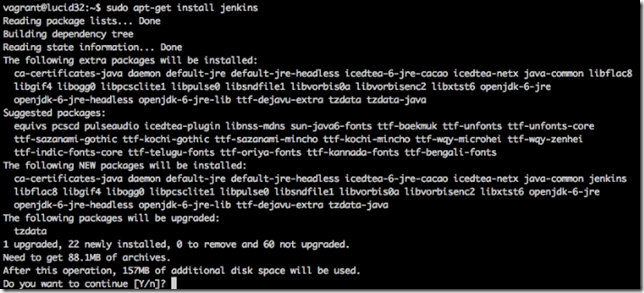 vagrant@lucid32:~$ sudo apt-get install jenkins
Reading package lists... Done
Building dependency tree
Reading state information... Done
The following extra packages will be installed:
  ca-certificates-java daemon default-jre default-jre-headless icedtea-6-jre-cacao icedtea-netx java-common libflac8
  libgif4 libogg0 libpcsclite1 libpulse0 libsndfile1 libvorbis0a libvorbisenc2 libxtst6 openjdk-6-jre
  openjdk-6-jre-headless openjdk-6-jre-lib ttf-dejavu-extra tzdata tzdata-java
Suggested packages:
  equivs pcscd pulseaudio icedtea-plugin libnss-mdns sun-java6-fonts ttf-baekmuk ttf-unfonts ttf-unfonts-core
  ttf-sazanami-gothic ttf-kochi-gothic ttf-sazanami-mincho ttf-kochi-mincho ttf-wqy-microhei ttf-wqy-zenhei
  ttf-indic-fonts-core ttf-telugu-fonts ttf-oriya-fonts ttf-kannada-fonts ttf-bengali-fonts
The following NEW packages will be installed:
  ca-certificates-java daemon default-jre default-jre-headless icedtea-6-jre-cacao icedtea-netx java-common jenkins
  libflac8 libgif4 libogg0 libpcsclite1 libpulse0 libsndfile1 libvorbis0a libvorbisenc2 libxtst6 openjdk-6-jre
  openjdk-6-jre-headless openjdk-6-jre-lib ttf-dejavu-extra tzdata-java
The following packages will be upgraded:
  tzdata
1 upgraded, 22 newly installed, 0 to remove and 60 not upgraded.
Need to get 88.1MB of archives.
After this operation, 157MB of additional disk space will be used.
Do you want to continue [Y/n]?